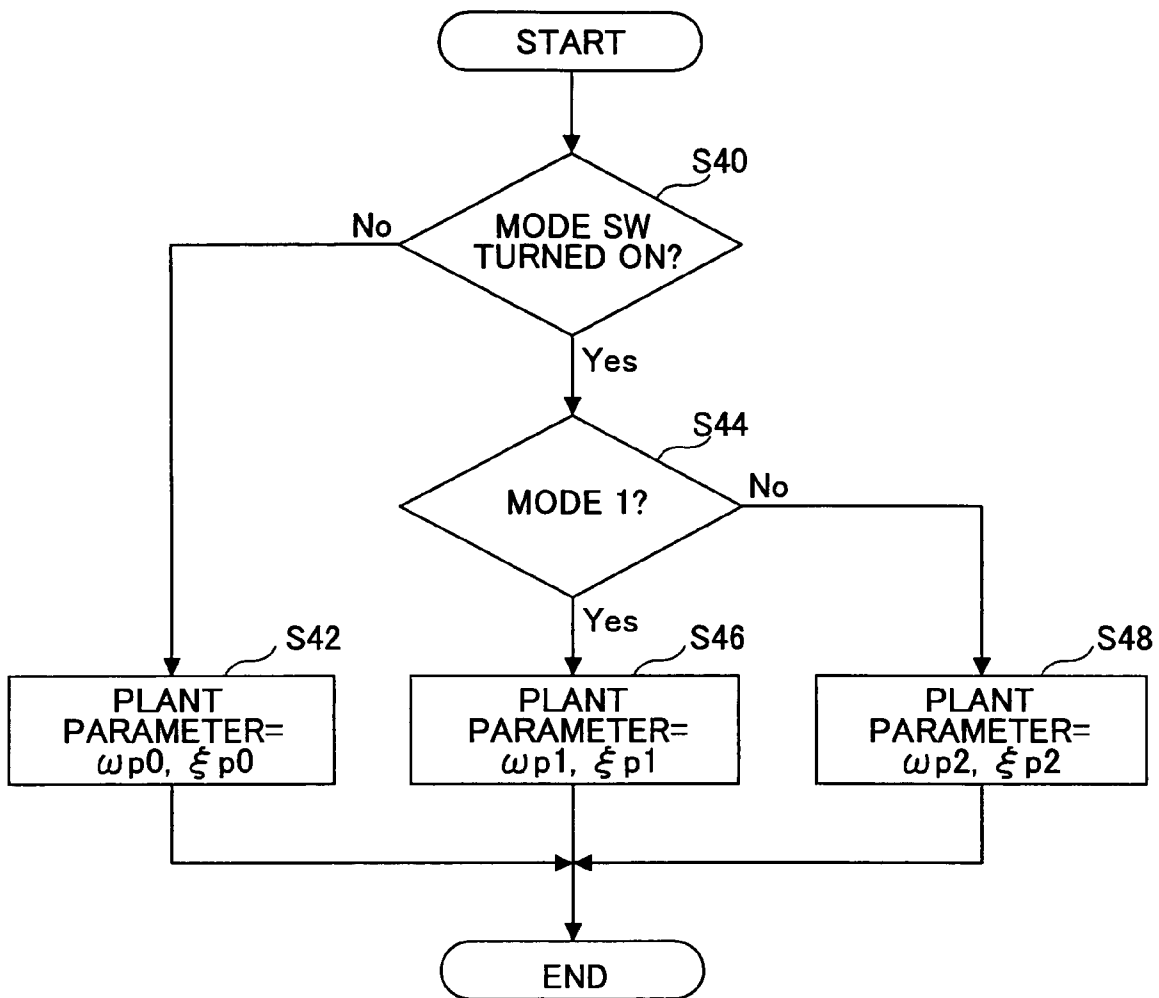 START
S40
MODE SW
TURNED ON?
No
Yes
S44
MODE 1?
No
Yes
S42
PLANT
PARAMETER=
ωp0, ξp0
S46
PLANT
PARAMETER=
ωp1, ξp1
S48
PLANT
PARAMETER=
ωp2, ξp2
END